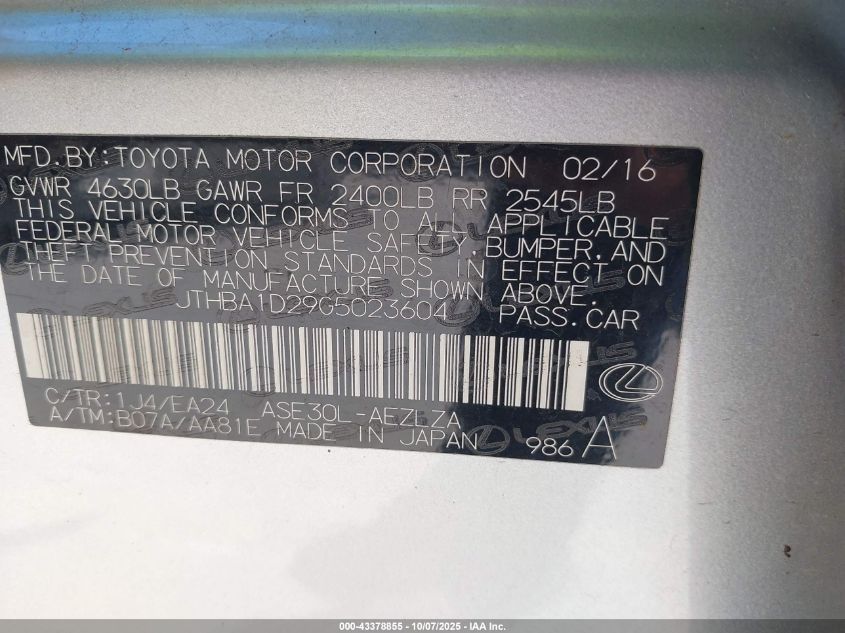 MFD.BY:TOYOTA MOTOR CORPORATION 02/16
GVWR 4630LB GAWR FR 2400LB RR 2545LB
THIS VEHICLE CONFORMS TO ALL APPLICABLE
FEDERAL MOTOR VEHICLE SAFETY, BUMPER, AND
THEFT PREVENTION STANDARDS IN EFFECT ON
THE DATE OF MANUFACTURE SHOWN ABOVE.
JTHBA1D29G5023604 PASS.CAR
C/TR:1J4/EA24 ASE30L-AEZLZA
A/TM:B07A/AA81E MADE IN JAPAN 986 A
LEXUS
000-43378855 - 10/07/2025 - IAA Inc.